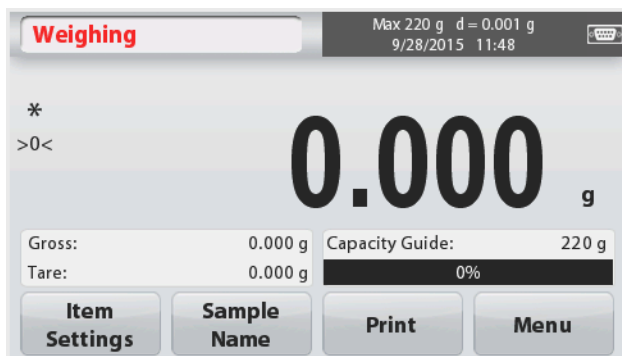 Weighing
Max 220 g d = 0.001 g
9/28/2015 11:48
*
>0<
0.000 g
Gross: 0.000 g
Tare: 0.000 g
Capacity Guide: 220 g
0%
Item
Settings
Sample
Name
Print
Menu